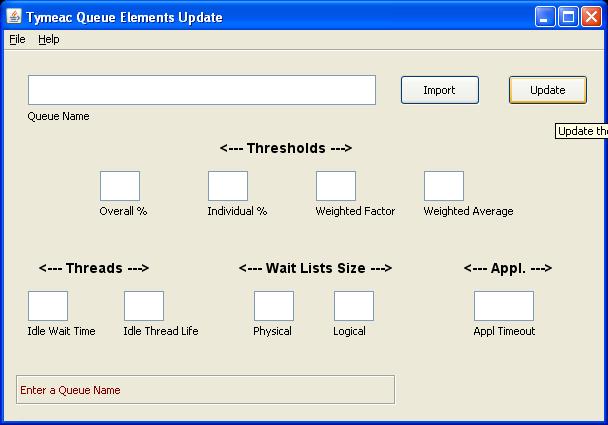 Tymeac Queue Elements Update
File Help
Import Update
Queue Name
Update the
<--- Thresholds --->
Overall % Individual % Weighted Factor Weighted Average
<--- Threads ---> <--- Wait Lists Size ---> <--- Appl. --->
Idle Wait Time Idle Thread Life Physical Logical Appl Timeout
Enter a Queue Name